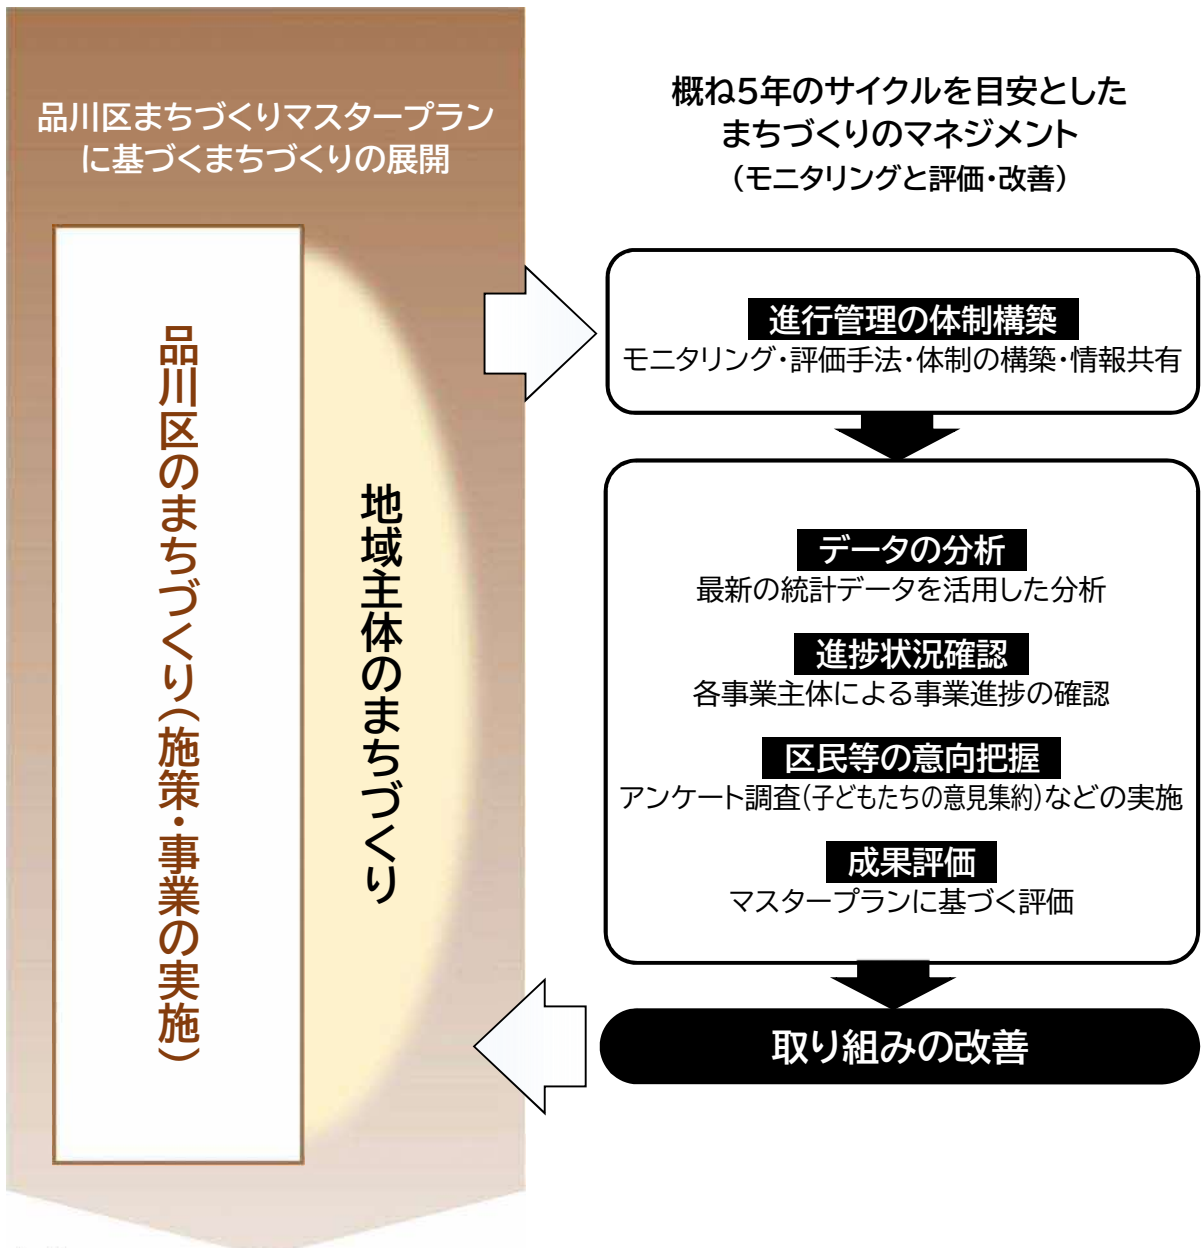 品川区まちづくりマスタープラン
に基づくまちづくりの展開
品川区のまちづくり(施策・事業の実施)
地域主体のまちづくり
概ね5年のサイクルを目安とした
まちづくりのマネジメント
(モニタリングと評価・改善)
進行管理の体制構築
モニタリング・評価手法・体制の構築・情報共有
データの分析
最新の統計データを活用した分析
進捗状況確認
各事業主体による事業進捗の確認
区民等の意向把握
アンケート調査(子どもたちの意見集約)などの実施
成果評価
マスタープランに基づく評価
取り組みの改善